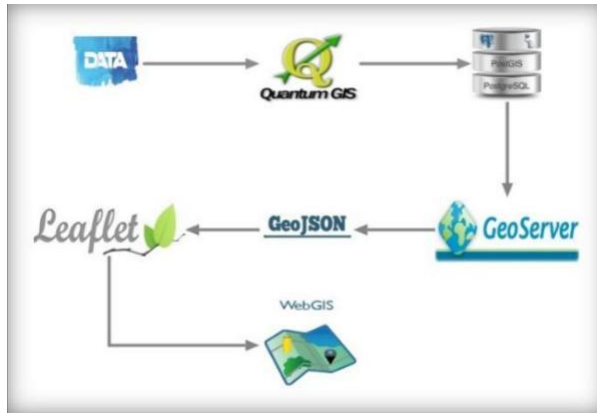 DATA
Quantum GIS
PostGIS
PostgreSQL
Leaflet
GeoJSON
GeoServer
WebGIS